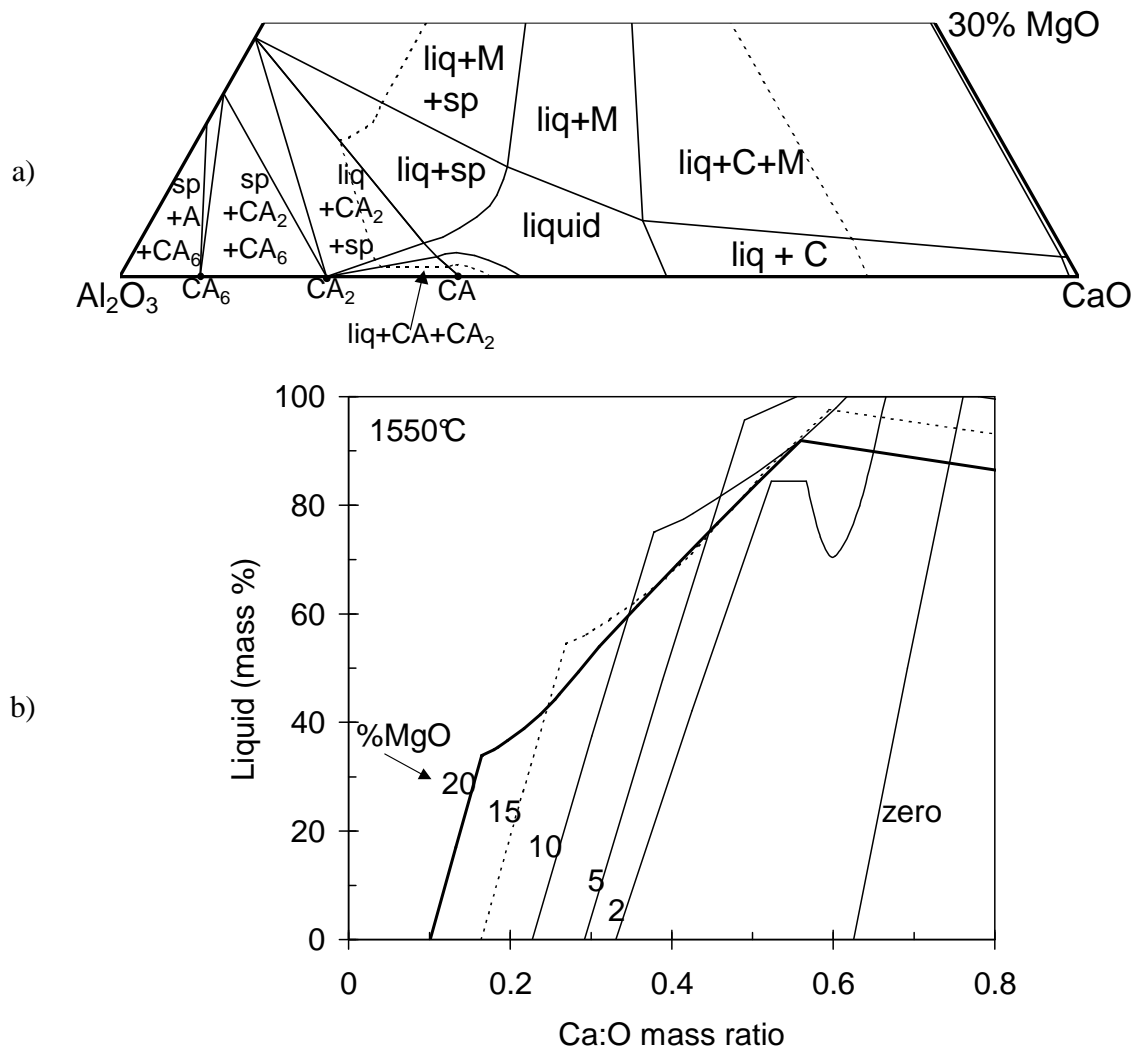 a)
30% MgO
liq+M
+sp
liq+M
liq+C+M
liq+sp
sp
+A
+CA₆
sp
+CA₂
+CA₆
liq
+CA₂
+sp
liquid
liq + C
Al₂O₃
CA₆
CA₂
CA
CaO
liq+CA+CA₂
b)
1550°C
Liquid (mass %)
100
80
60
40
20
0
%MgO
20
15
10
5
2
zero
0
0.2
0.4
0.6
0.8
Ca:O mass ratio